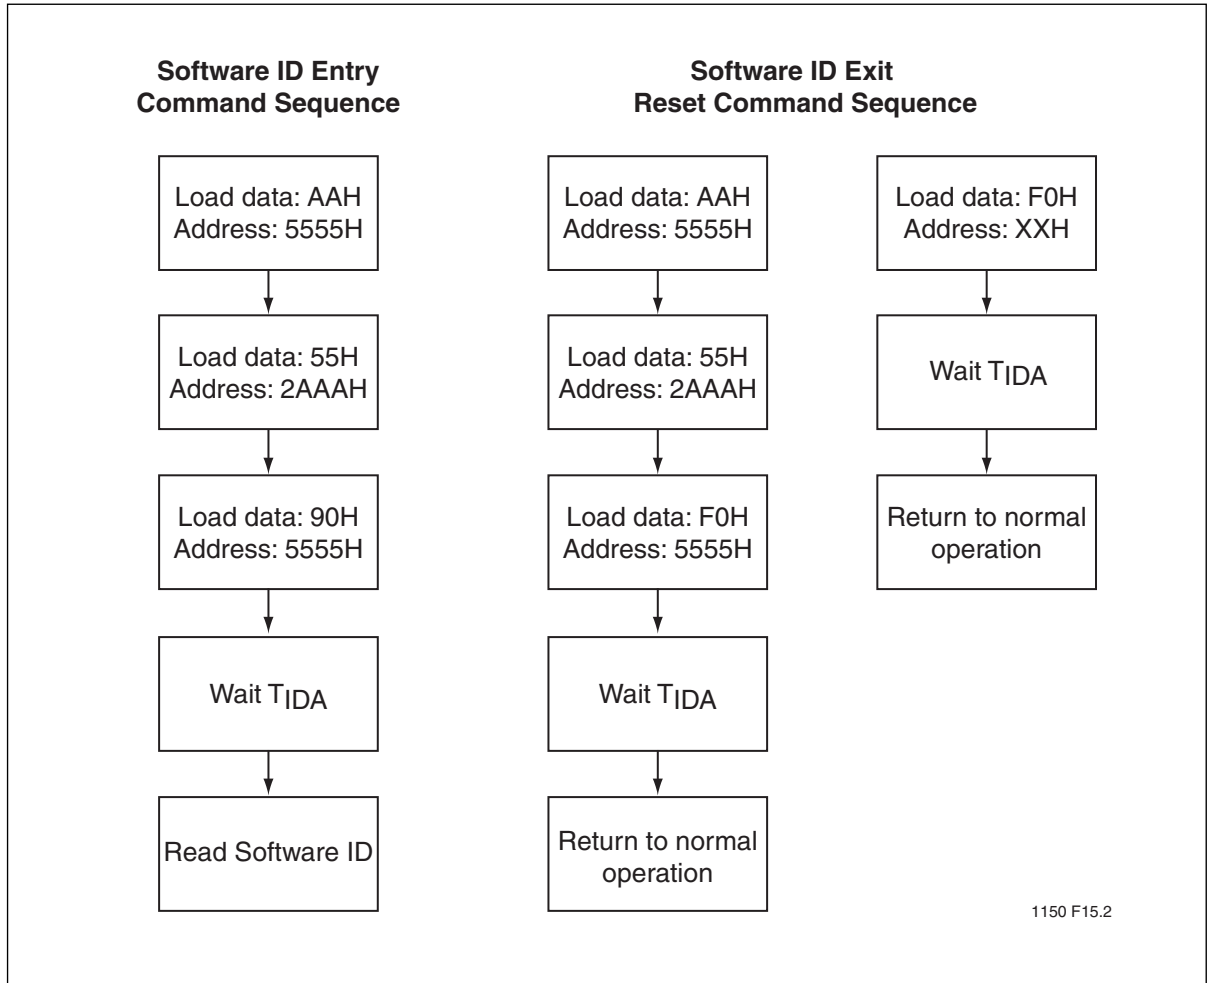 Software ID Entry
Command Sequence
Load data: AAH
Address: 5555H
Load data: 55H
Address: 2AAAH
Load data: 90H
Address: 5555H
Wait TIDA
Read Software ID
Software ID Exit
Reset Command Sequence
Load data: AAH
Address: 5555H
Load data: 55H
Address: 2AAAH
Load data: F0H
Address: 5555H
Wait TIDA
Return to normal
operation
Load data: F0H
Address: XXH
Wait TIDA
Return to normal
operation
1150 F15.2